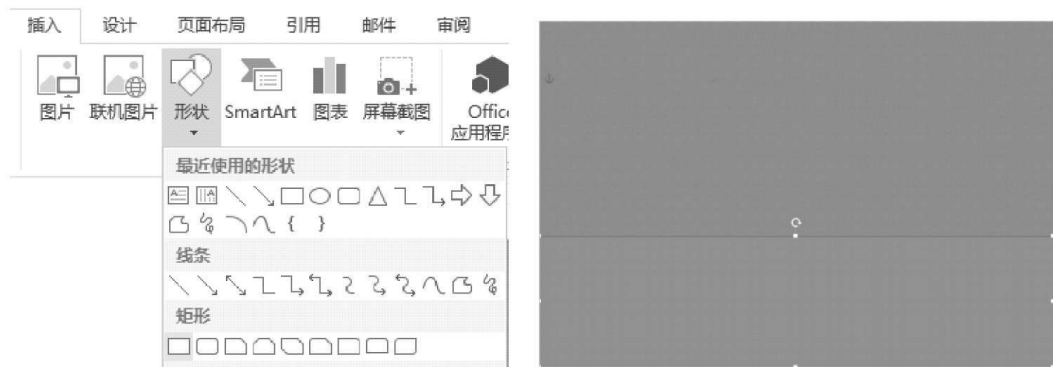 插入 设计 页面布局 引用 邮件 审阅
图片 联机图片 形状 SmartArt 图表 屏幕截图 Office
应用程序
最近使用的形状
线条
矩形